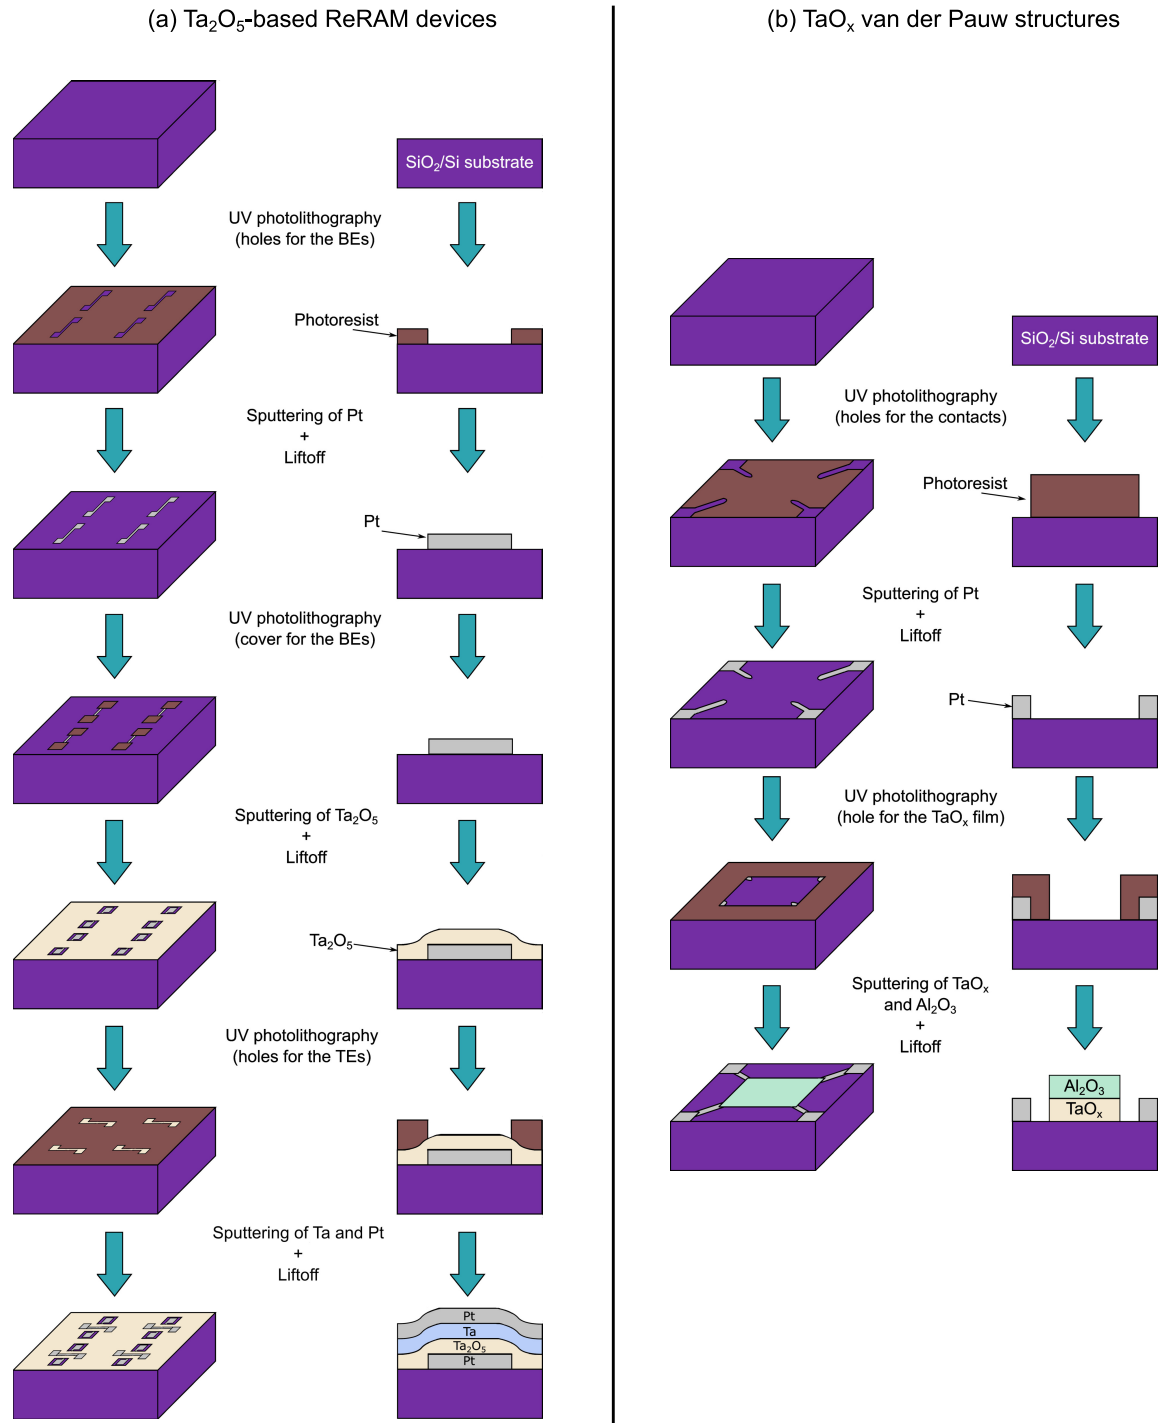 (a) Ta₂O₅-based ReRAM devices
SiO₂/Si substrate
UV photolithography
(holes for the BEs)
Photoresist
Sputtering of Pt
+
Liftoff
Pt
UV photolithography
(cover for the BEs)
Sputtering of Ta₂O₅
+
Liftoff
Ta₂O₅
UV photolithography
(holes for the TEs)
Sputtering of Ta and Pt
+
Liftoff
Pt
Ta
Ta₂O₅
Pt
(b) TaOₓ van der Pauw structures
SiO₂/Si substrate
UV photolithography
(holes for the contacts)
Photoresist
Sputtering of Pt
+
Liftoff
Pt
UV photolithography
(hole for the TaOₓ film)
Sputtering of TaOₓ
and Al₂O₃
+
Liftoff
Al₂O₃
TaOₓ